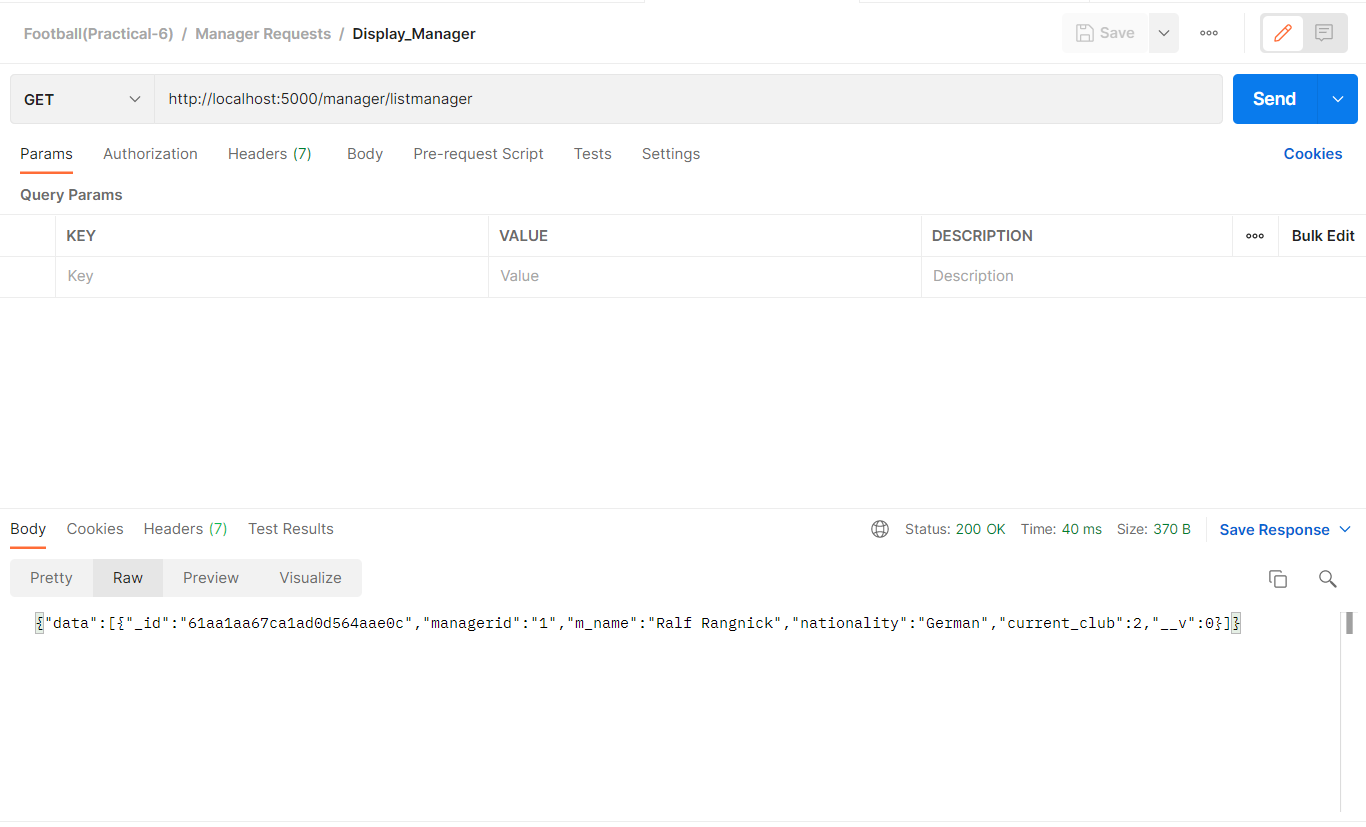 Football(Practical-6) / Manager Requests / Display_Manager Save
GET http://localhost:5000/manager/listmanager Send
Params Authorization Headers (7) Body Pre-request Script Tests Settings Cookies
Query Params
KEY VALUE DESCRIPTION Bulk Edit
Key Value Description
Body Cookies Headers (7) Test Results Status: 200 OK Time: 40 ms Size: 370 B Save Response
Pretty Raw Preview Visualize
{"data":[{"_id":"61aa1aa67ca1ad0d564aae0c","managerid":"1","m_name":"Ralf Rangnick","nationality":"German","current_club":2,"__v":0}]}